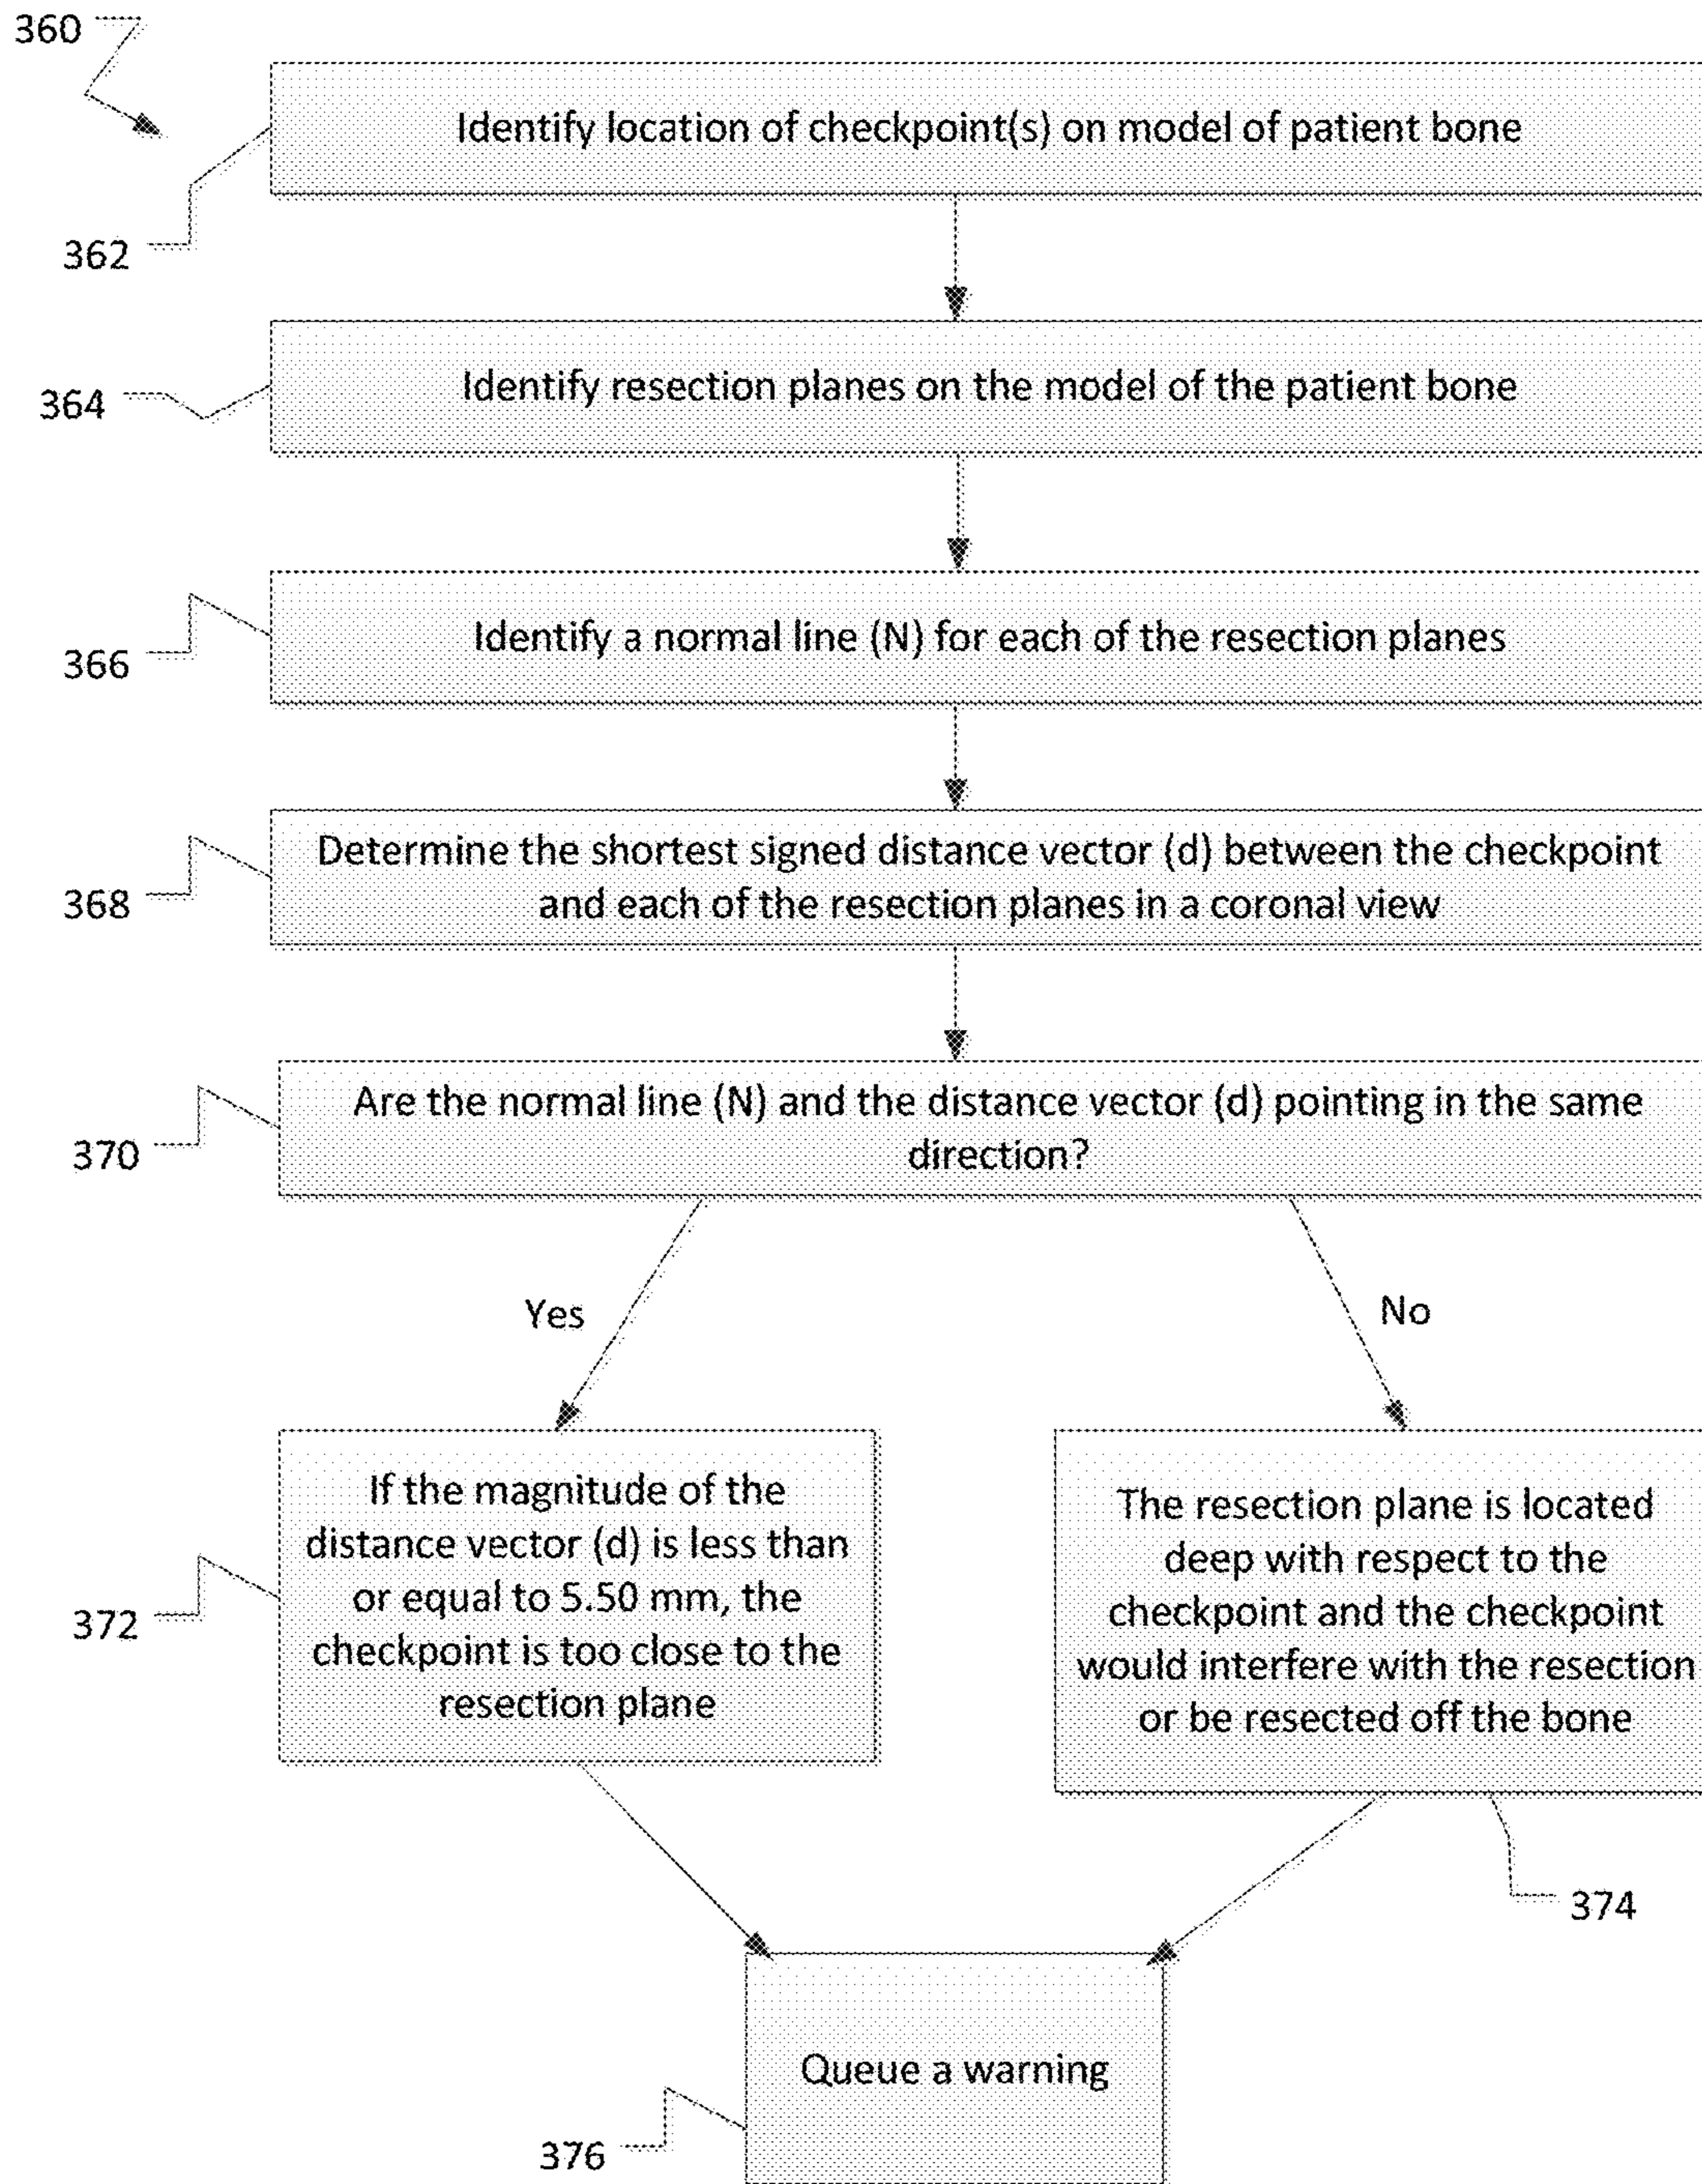 360
Identify location of checkpoint(s) on model of patient bone
362
Identify resection planes on the model of the patient bone
364
Identify a normal line (N) for each of the resection planes
366
Determine the shortest signed distance vector (d) between the checkpoint
and each of the resection planes in a coronal view
368
Are the normal line (N) and the distance vector (d) pointing in the same
direction?
370
Yes
No
If the magnitude of the
distance vector (d) is less than
or equal to 5.50 mm, the
checkpoint is too close to the
resection plane
372
The resection plane is located
deep with respect to the
checkpoint and the checkpoint
would interfere with the resection
or be resected off the bone
374
Queue a warning
376